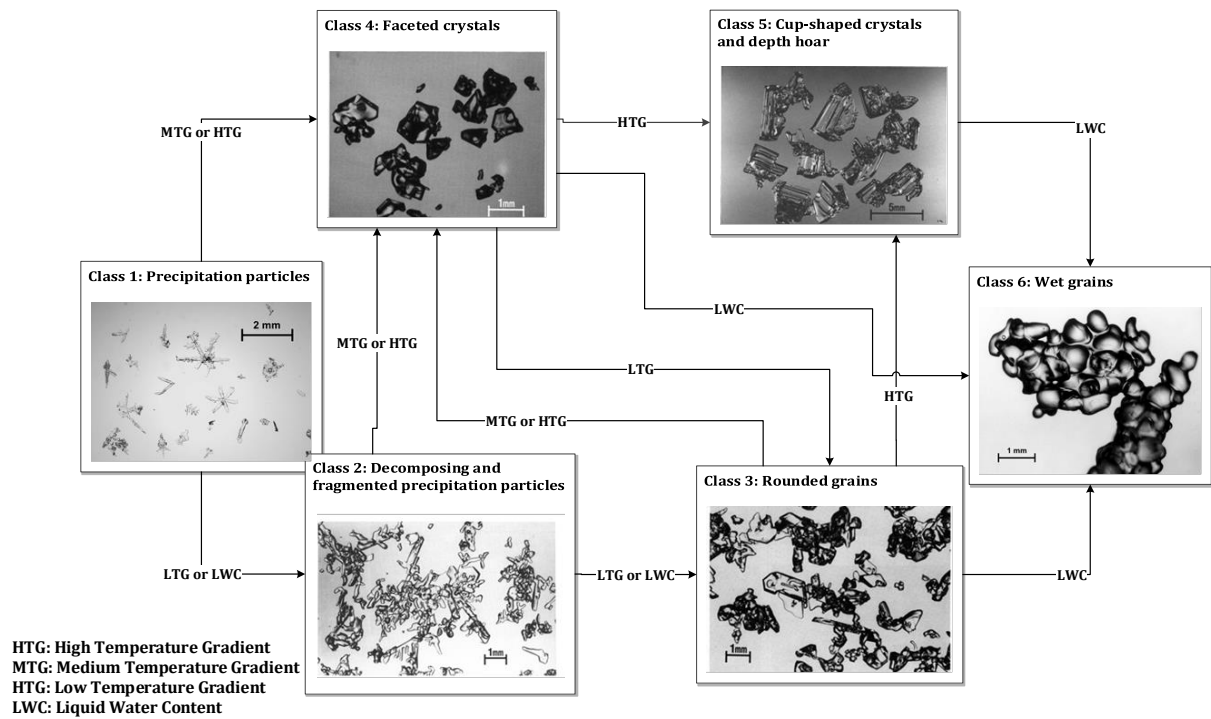 Class 4: Faceted crystals
1mm
Class 5: Cup-shaped crystals
and depth hoar
5mm
MTG or HTG
HTG
LWC
Class 1: Precipitation particles
2 mm
Class 6: Wet grains
1 mm
LWC
MTG or HTG
LTG
HTG
MTG or HTG
Class 2: Decomposing and
fragmented precipitation particles
1mm
Class 3: Rounded grains
1mm
LTG or LWC
LTG or LWC
LWC
HTG: High Temperature Gradient
MTG: Medium Temperature Gradient
HTG: Low Temperature Gradient
LWC: Liquid Water Content